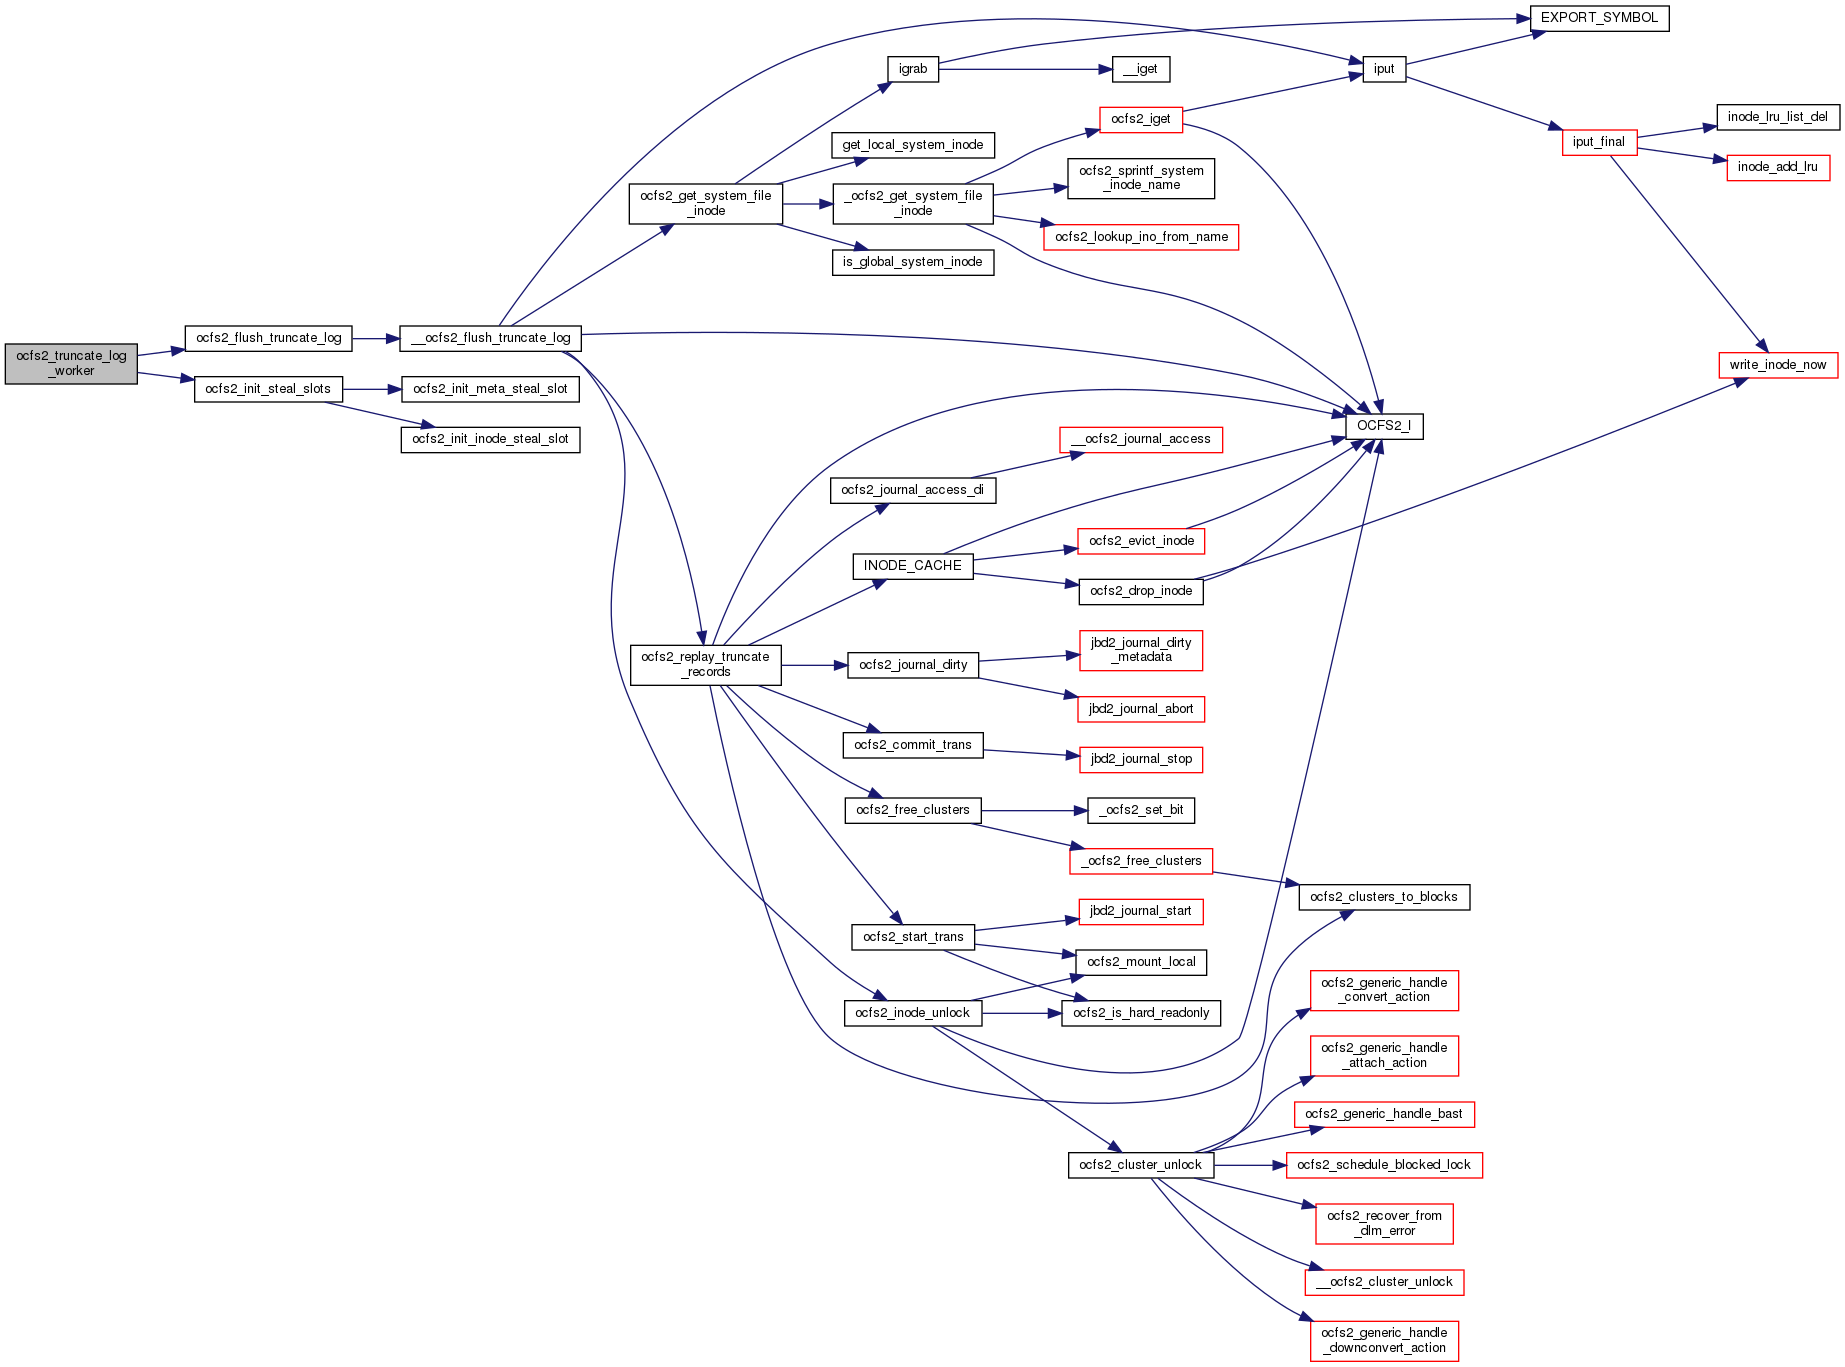 EXPORT_SYMBOL
igrab
__iget
iput
ocfs2_iget
inode_lru_list_del
iput_final
get_local_system_inode
inode_add_lru
ocfs2_sprintf_system
_inode_name
ocfs2_get_system_file
_inode
_ocfs2_get_system_file
_inode
ocfs2_lookup_ino_from_name
is_global_system_inode
ocfs2_truncate_log
_worker
ocfs2_flush_truncate_log
__ocfs2_flush_truncate_log
write_inode_now
ocfs2_init_steal_slots
ocfs2_init_meta_steal_slot
OCFS2_I
ocfs2_init_inode_steal_slot
__ocfs2_journal_access
ocfs2_journal_access_di
ocfs2_evict_inode
INODE_CACHE
ocfs2_drop_inode
jbd2_journal_dirty
_metadata
ocfs2_replay_truncate
_records
ocfs2_journal_dirty
jbd2_journal_abort
ocfs2_commit_trans
jbd2_journal_stop
ocfs2_free_clusters
_ocfs2_set_bit
_ocfs2_free_clusters
ocfs2_clusters_to_blocks
jbd2_journal_start
ocfs2_start_trans
ocfs2_mount_local
ocfs2_generic_handle
_convert_action
ocfs2_inode_unlock
ocfs2_is_hard_readonly
ocfs2_generic_handle
_attach_action
ocfs2_generic_handle_bast
ocfs2_cluster_unlock
ocfs2_schedule_blocked_lock
ocfs2_recover_from
_dlm_error
__ocfs2_cluster_unlock
ocfs2_generic_handle
_downconvert_action